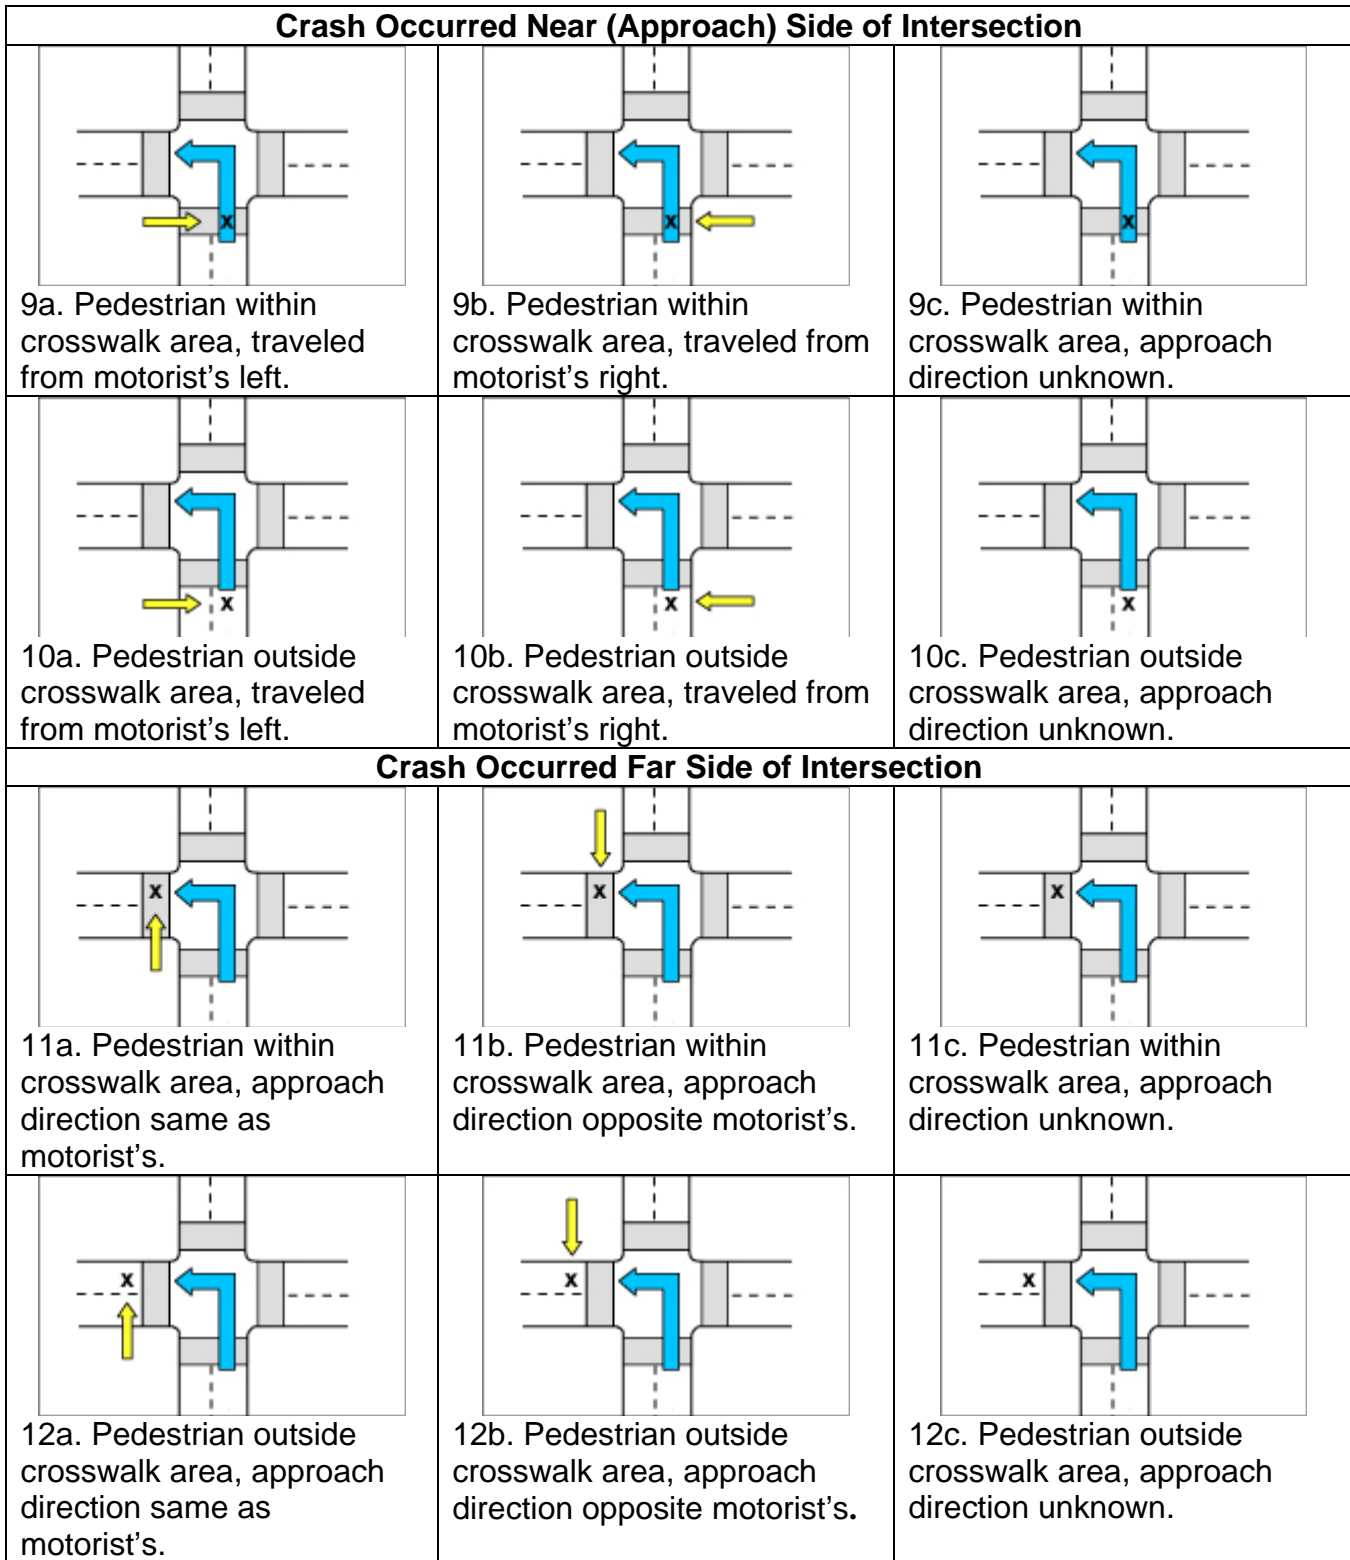 Crash Occurred Near (Approach) Side of Intersection
X
X
X
9a. Pedestrian within
crosswalk area, traveled
from motorist’s left.
9b. Pedestrian within
crosswalk area, traveled from
motorist’s right.
9c. Pedestrian within
crosswalk area, approach
direction unknown.
X
X
X
10a. Pedestrian outside
crosswalk area, traveled
from motorist’s left.
10b. Pedestrian outside
crosswalk area, traveled from
motorist’s right.
10c. Pedestrian outside
crosswalk area, approach
direction unknown.
Crash Occurred Far Side of Intersection
X
X
X
11a. Pedestrian within
crosswalk area, approach
direction same as
motorist’s.
11b. Pedestrian within
crosswalk area, approach
direction opposite motorist’s.
11c. Pedestrian within
crosswalk area, approach
direction unknown.
X
X
X
12a. Pedestrian outside
crosswalk area, approach
direction same as
motorist’s.
12b. Pedestrian outside
crosswalk area, approach
direction opposite motorist’s.
12c. Pedestrian outside
crosswalk area, approach
direction unknown.